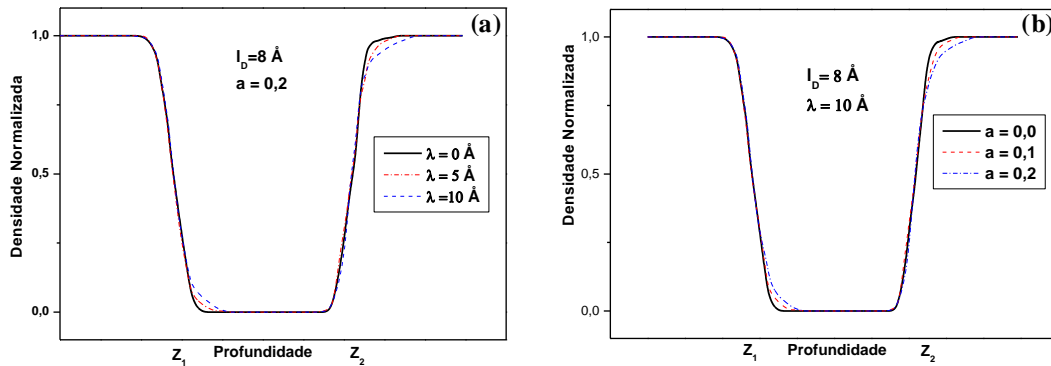 (a)
1,0
0,5
0,0
Densidade Normalizada
l_D=8 Å
a = 0,2
λ = 0 Å
λ = 5 Å
λ =10 Å
Z_1 Profundidade Z_2
(b)
1,0
0,5
0,0
Densidade Normalizada
l_D= 8 Å
λ = 10 Å
a = 0,0
a = 0,1
a = 0,2
Z_1 Profundidade Z_2